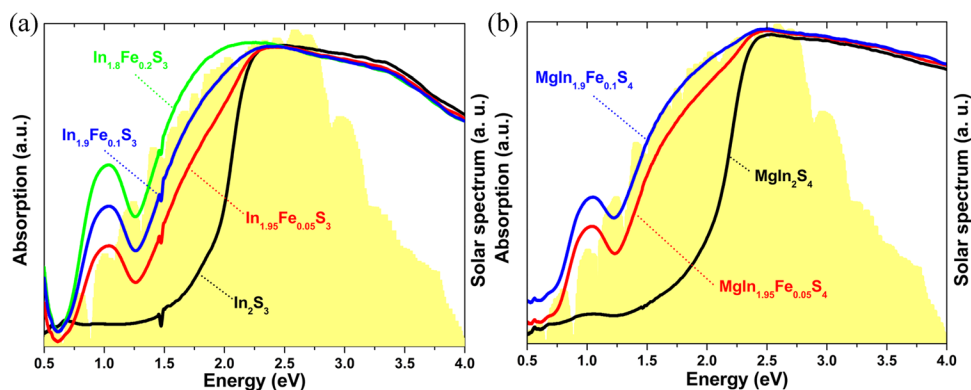 (a)
Absorption (a.u.)
Solar spectrum (a. u.)
In1.8Fe0.2S3
In1.9Fe0.1S3
In1.95Fe0.05S3
In2S3
0.5 1.0 1.5 2.0 2.5 3.0 3.5 4.0
Energy (eV)
(b)
Absorption (a.u.)
Solar spectrum (a. u.)
MgIn1.9Fe0.1S4
MgIn2S4
MgIn1.95Fe0.05S4
0.5 1.0 1.5 2.0 2.5 3.0 3.5 4.0
Energy (eV)